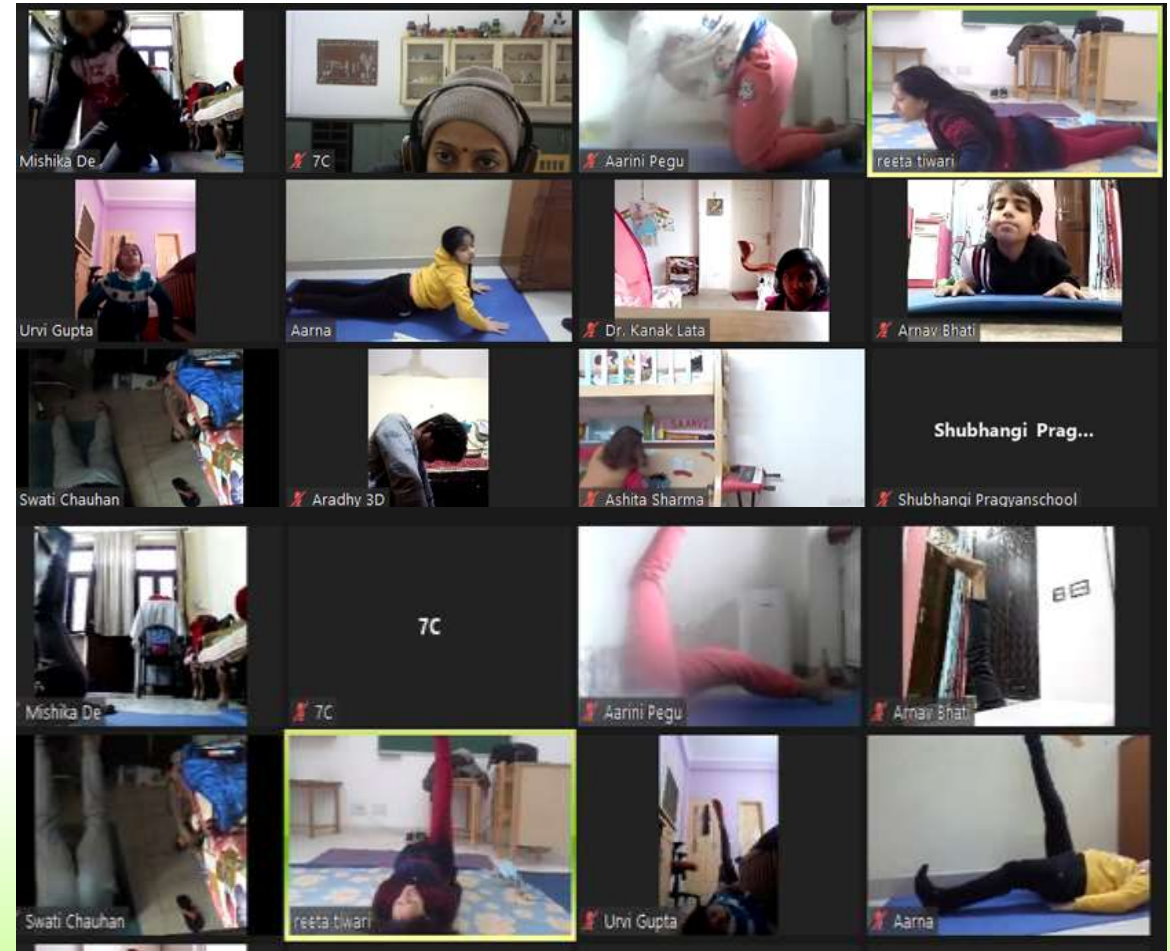 Mishika De
7C
Aarini Pegu
reeta tiwari
Urvi Gupta
Aarna
Dr. Kanak Lata
Arnav Bhati
Swati Chauhan
Aradhy 3D
Ashita Sharma
SAANVI
Shubhangi Prag...
Shubhangi Pragyanschool
Mishika De
7C
7C
Aarini Pegu
Arnav Bhati
Swati Chauhan
reeta tiwari
Urvi Gupta
Aarna